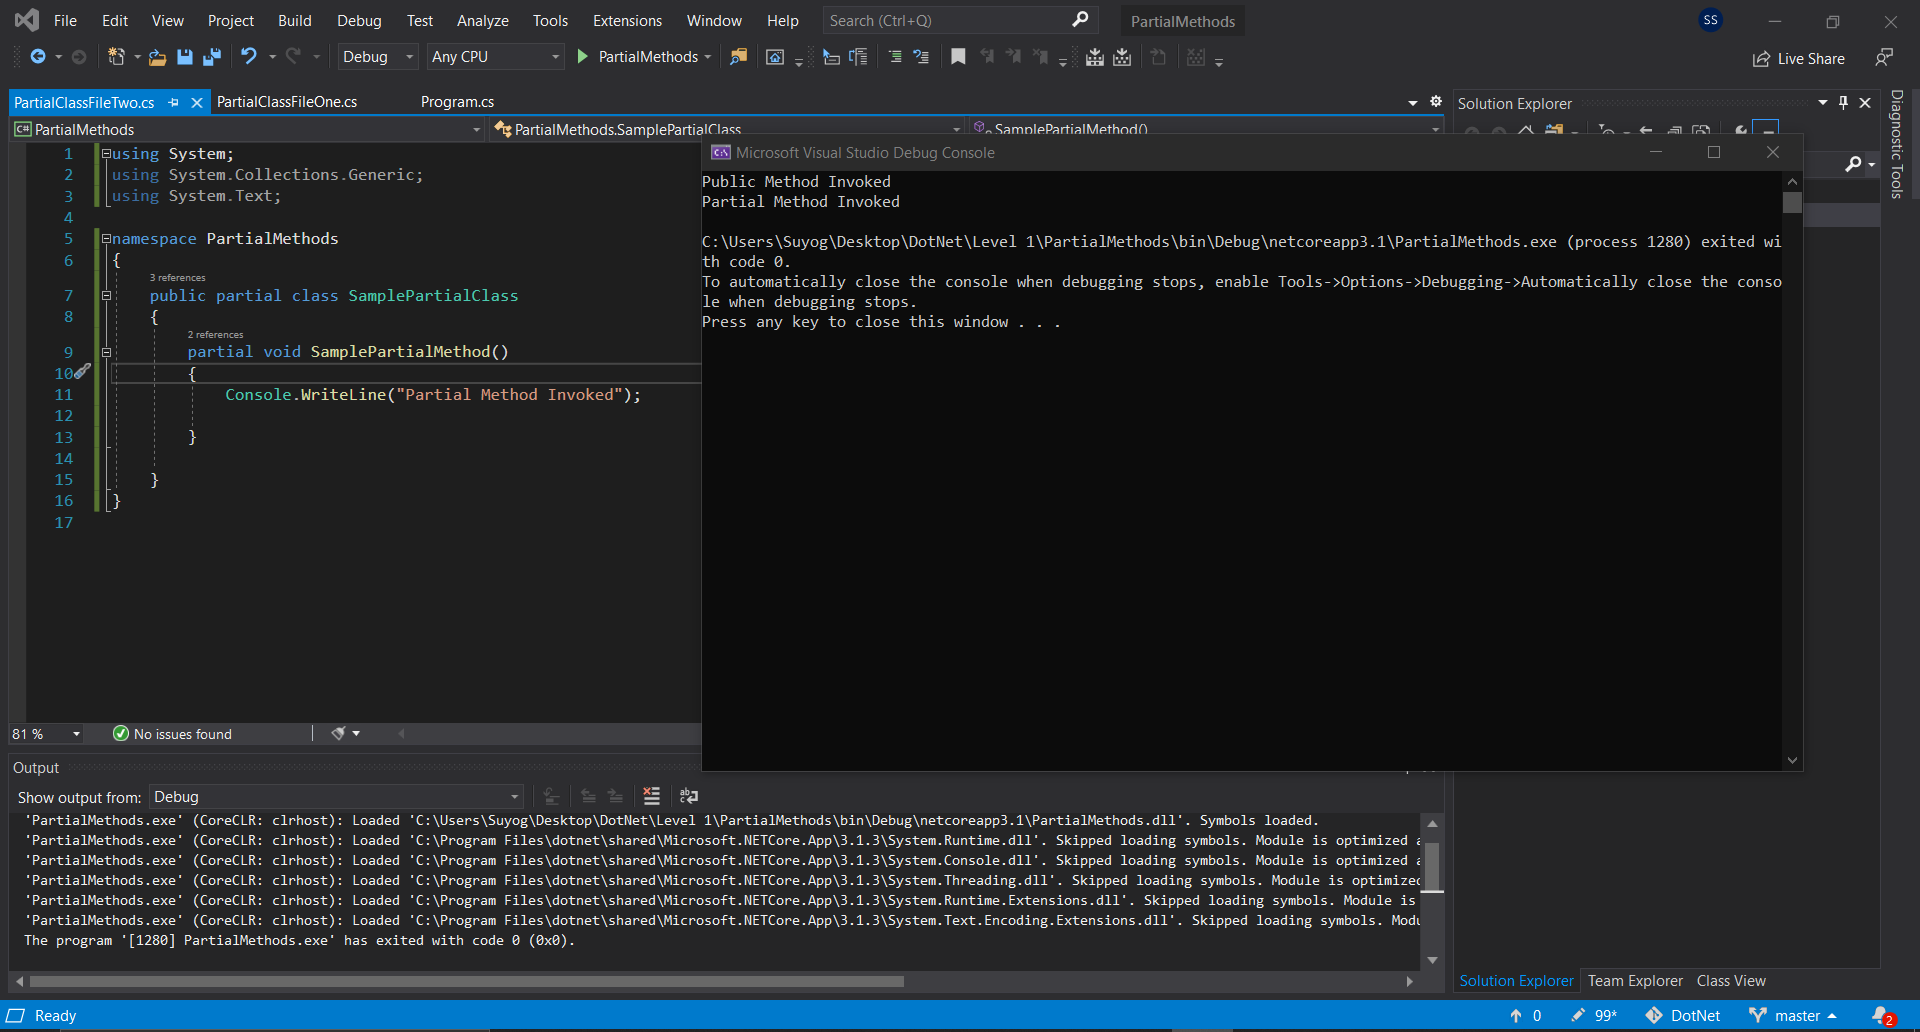 File Edit View Project Build Debug Test Analyze Tools Extensions Window Help Search (Ctrl+Q) PartialMethods SS
Debug Any CPU PartialMethods Live Share
PartialClassFileTwo.cs PartialClassFileOne.cs Program.cs
C# PartialMethods PartialMethods.SamplePartialClass SamplePartialMethod()
1 using System;
2 using System.Collections.Generic;
3 using System.Text;
4
5 namespace PartialMethods
6 {
3 references
7 public partial class SamplePartialClass
8 {
2 references
9 partial void SamplePartialMethod()
10 {
11 Console.WriteLine("Partial Method Invoked");
12
13 }
14
15 }
16 }
17
81 % No issues found
Microsoft Visual Studio Debug Console
Public Method Invoked
Partial Method Invoked
C:\Users\Suyog\Desktop\DotNet\Level 1\PartialMethods\bin\Debug\netcoreapp3.1\PartialMethods.exe (process 1280) exited wi
th code 0.
To automatically close the console when debugging stops, enable Tools->Options->Debugging->Automatically close the conso
le when debugging stops.
Press any key to close this window . . .
Solution Explorer
Diagnostic Tools
Output
Show output from: Debug
'PartialMethods.exe' (CoreCLR: clrhost): Loaded 'C:\Users\Suyog\Desktop\DotNet\Level 1\PartialMethods\bin\Debug\netcoreapp3.1\PartialMethods.dll'. Symbols loaded.
'PartialMethods.exe' (CoreCLR: clrhost): Loaded 'C:\Program Files\dotnet\shared\Microsoft.NETCore.App\3.1.3\System.Runtime.dll'. Skipped loading symbols. Module is optimized a
'PartialMethods.exe' (CoreCLR: clrhost): Loaded 'C:\Program Files\dotnet\shared\Microsoft.NETCore.App\3.1.3\System.Console.dll'. Skipped loading symbols. Module is optimized a
'PartialMethods.exe' (CoreCLR: clrhost): Loaded 'C:\Program Files\dotnet\shared\Microsoft.NETCore.App\3.1.3\System.Threading.dll'. Skipped loading symbols. Module is optimized
'PartialMethods.exe' (CoreCLR: clrhost): Loaded 'C:\Program Files\dotnet\shared\Microsoft.NETCore.App\3.1.3\System.Runtime.Extensions.dll'. Skipped loading symbols. Module is
'PartialMethods.exe' (CoreCLR: clrhost): Loaded 'C:\Program Files\dotnet\shared\Microsoft.NETCore.App\3.1.3\System.Text.Encoding.Extensions.dll'. Skipped loading symbols. Modu
The program '[1280] PartialMethods.exe' has exited with code 0 (0x0).
Solution Explorer Team Explorer Class View
Ready 0 99* DotNet master 2